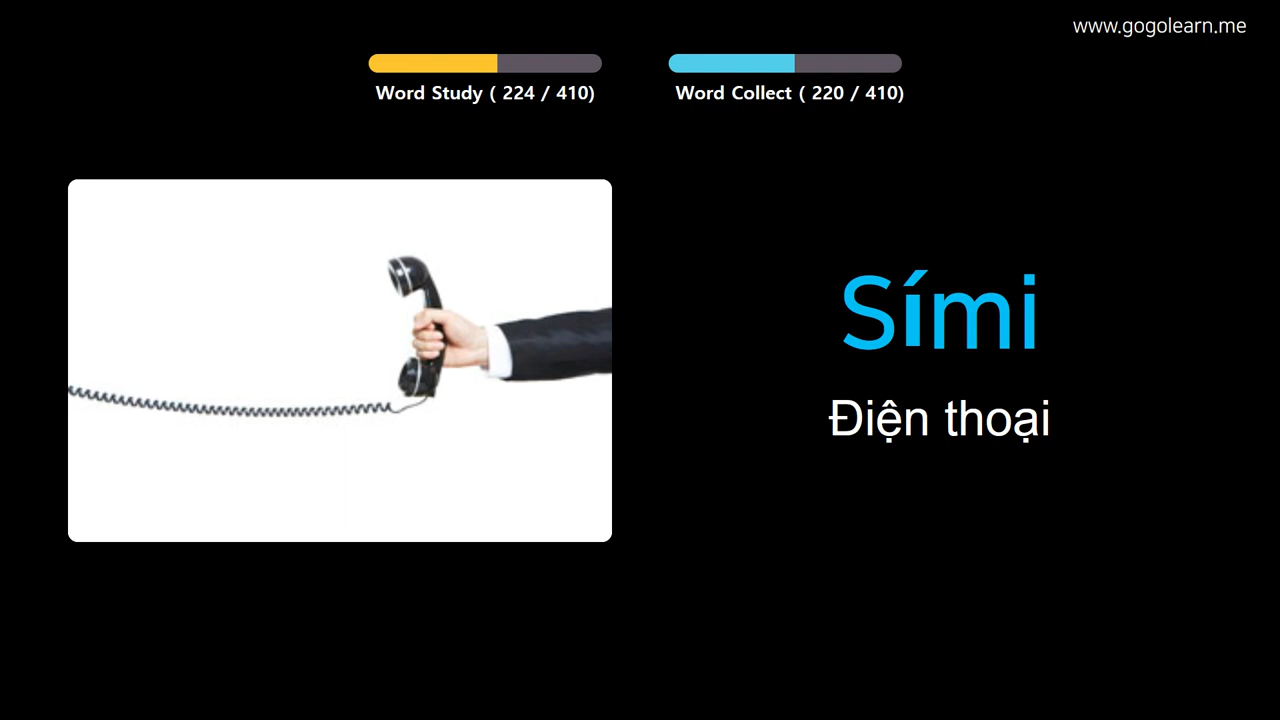 www.gogolearn.me
Word Study ( 224 / 410)
Word Collect ( 220 / 410)
Sími
Điện thoại